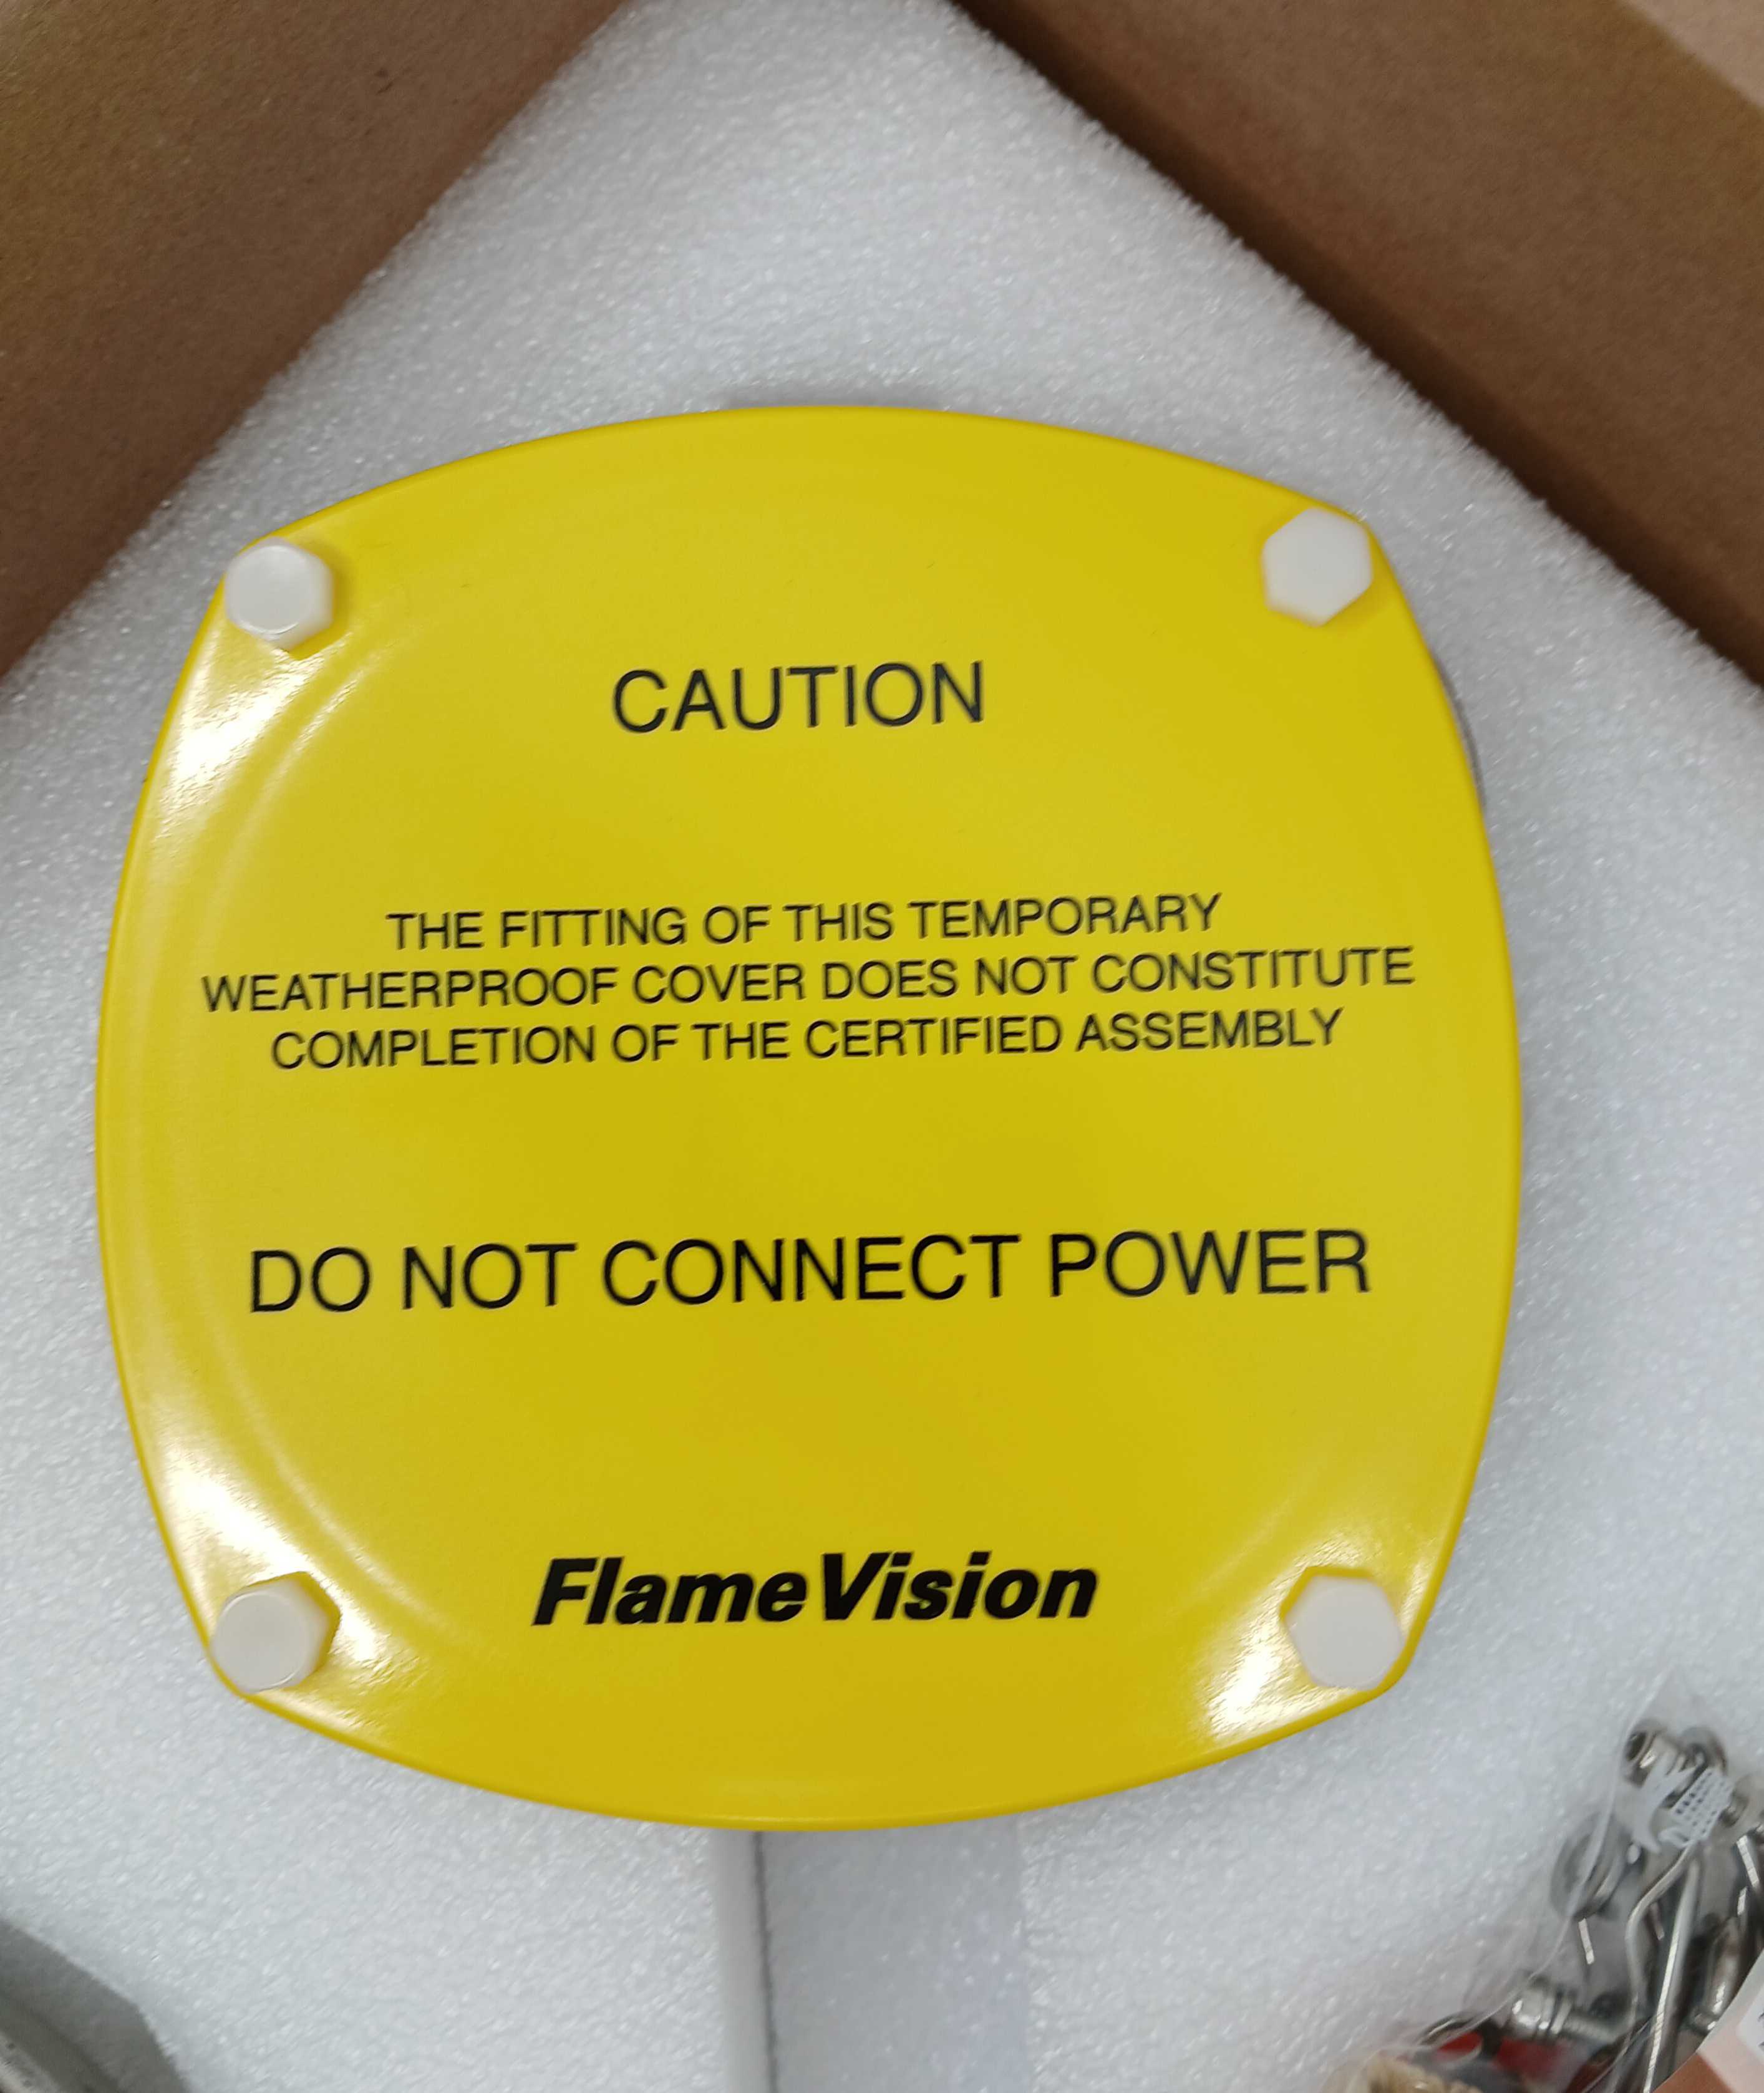 CAUTION
THE FITTING OF THIS TEMPORARY
WEATHERPROOF COVER DOES NOT CONSTITUTE
COMPLETION OF THE CERTIFIED ASSEMBLY
DO NOT CONNECT POWER
FlameVision